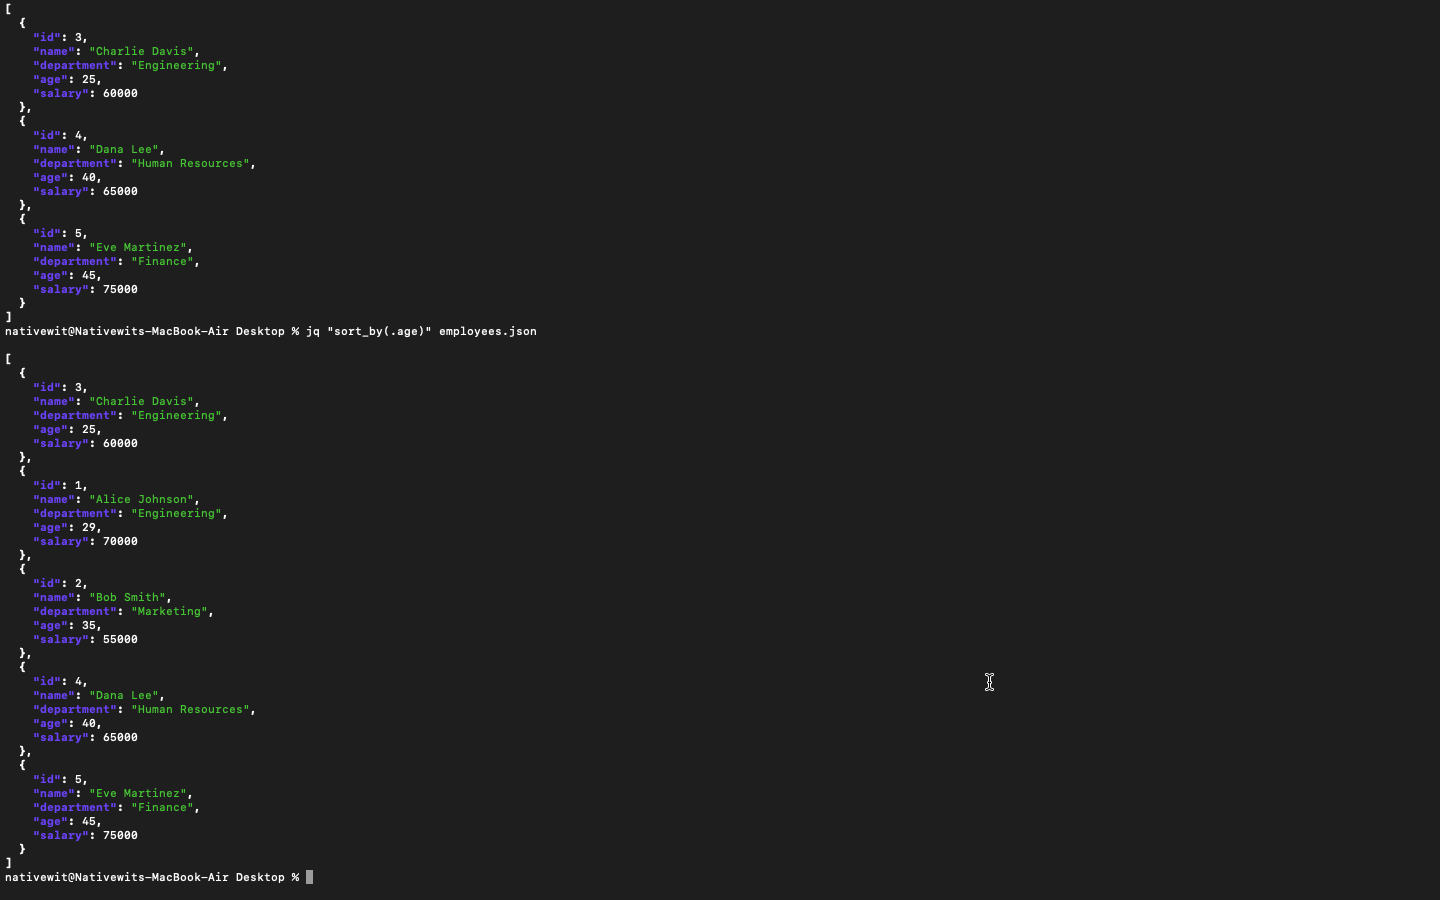 [
  {
    "id": 3,
    "name": "Charlie Davis",
    "department": "Engineering",
    "age": 25,
    "salary": 60000
  },
  {
    "id": 4,
    "name": "Dana Lee",
    "department": "Human Resources",
    "age": 40,
    "salary": 65000
  },
  {
    "id": 5,
    "name": "Eve Martinez",
    "department": "Finance",
    "age": 45,
    "salary": 75000
  }
]
nativewit@Nativewits-MacBook-Air Desktop % jq "sort_by(.age)" employees.json
[
  {
    "id": 3,
    "name": "Charlie Davis",
    "department": "Engineering",
    "age": 25,
    "salary": 60000
  },
  {
    "id": 1,
    "name": "Alice Johnson",
    "department": "Engineering",
    "age": 29,
    "salary": 70000
  },
  {
    "id": 2,
    "name": "Bob Smith",
    "department": "Marketing",
    "age": 35,
    "salary": 55000
  },
  {
    "id": 4,
    "name": "Dana Lee",
    "department": "Human Resources",
    "age": 40,
    "salary": 65000
  },
  {
    "id": 5,
    "name": "Eve Martinez",
    "department": "Finance",
    "age": 45,
    "salary": 75000
  }
]
nativewit@Nativewits-MacBook-Air Desktop %